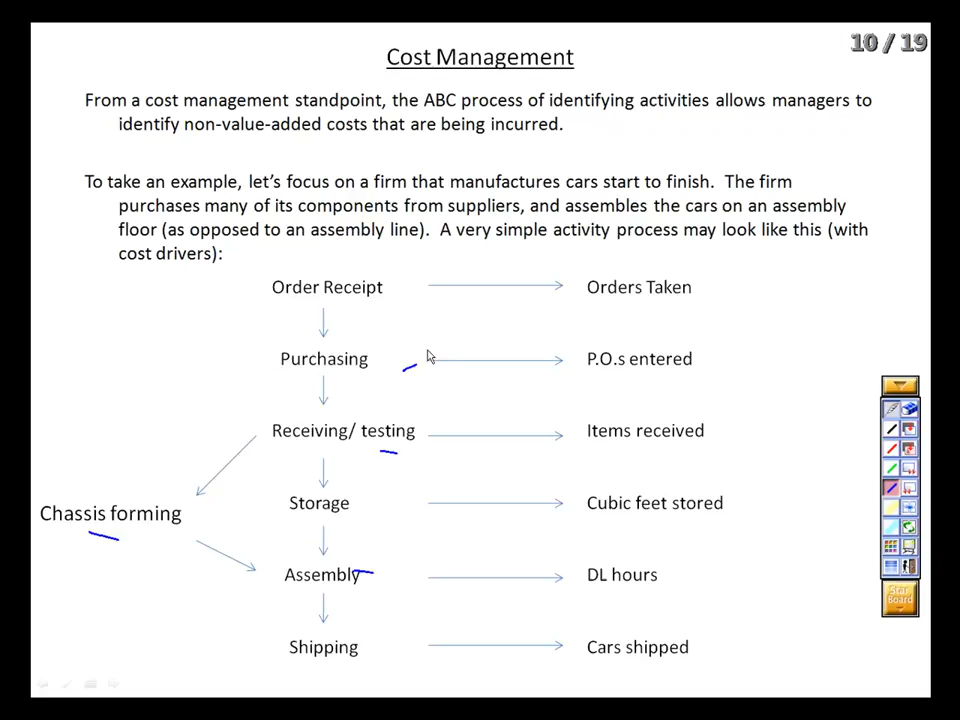 10 / 19
Cost Management
From a cost management standpoint, the ABC process of identifying activities allows managers to
identify non-value-added costs that are being incurred.
To take an example, let's focus on a firm that manufactures cars start to finish. The firm
purchases many of its components from suppliers, and assembles the cars on an assembly
floor (as opposed to an assembly line). A very simple activity process may look like this (with
cost drivers):
Order Receipt Orders Taken
Purchasing P.O.s entered
Receiving/ testing Items received
Storage Cubic feet stored
Chassis forming
Assembly DL hours
Shipping Cars shipped
Star
Board